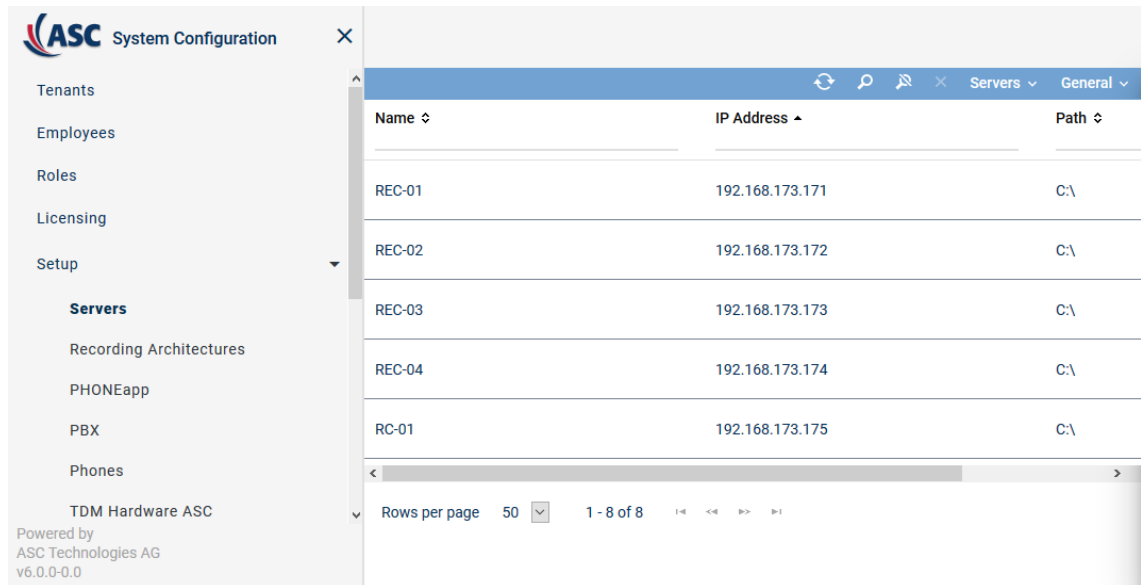 ASC System Configuration
Tenants
Employees
Roles
Licensing
Setup
Servers
Recording Architectures
PHONEapp
PBX
Phones
TDM Hardware ASC
Powered by
ASC Technologies AG
v6.0.0-0.0
Servers General
Name IP Address Path
REC-01 192.168.173.171 C:\
REC-02 192.168.173.172 C:\
REC-03 192.168.173.173 C:\
REC-04 192.168.173.174 C:\
RC-01 192.168.173.175 C:\
Rows per page 50 1 - 8 of 8